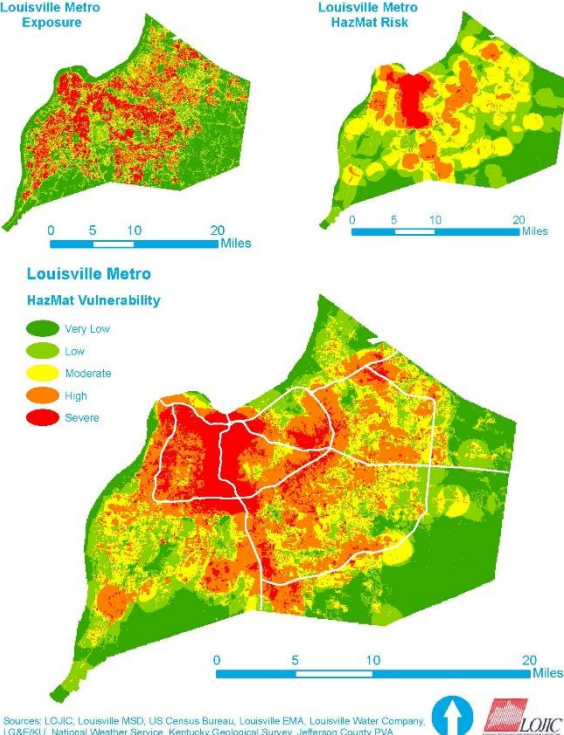 Louisville Metro
Exposure
Louisville Metro
HazMat Risk
0 5 10 20
Miles
0 5 10 20
Miles
Louisville Metro
HazMat Vulnerability
Very Low
Low
Moderate
High
Severe
0 5 10 20
Miles
Sources: LOJIC, Louisville MSD, US Census Bureau, Louisville EMA, Louisville Water Company,
LG&E/KU, National Weather Service, Kentucky Geological Survey, Jefferson County PVA
LOJIC